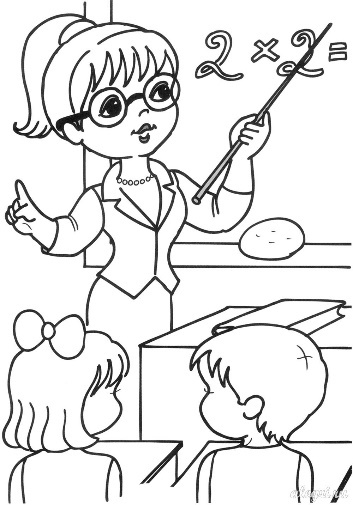 2 × 2 =